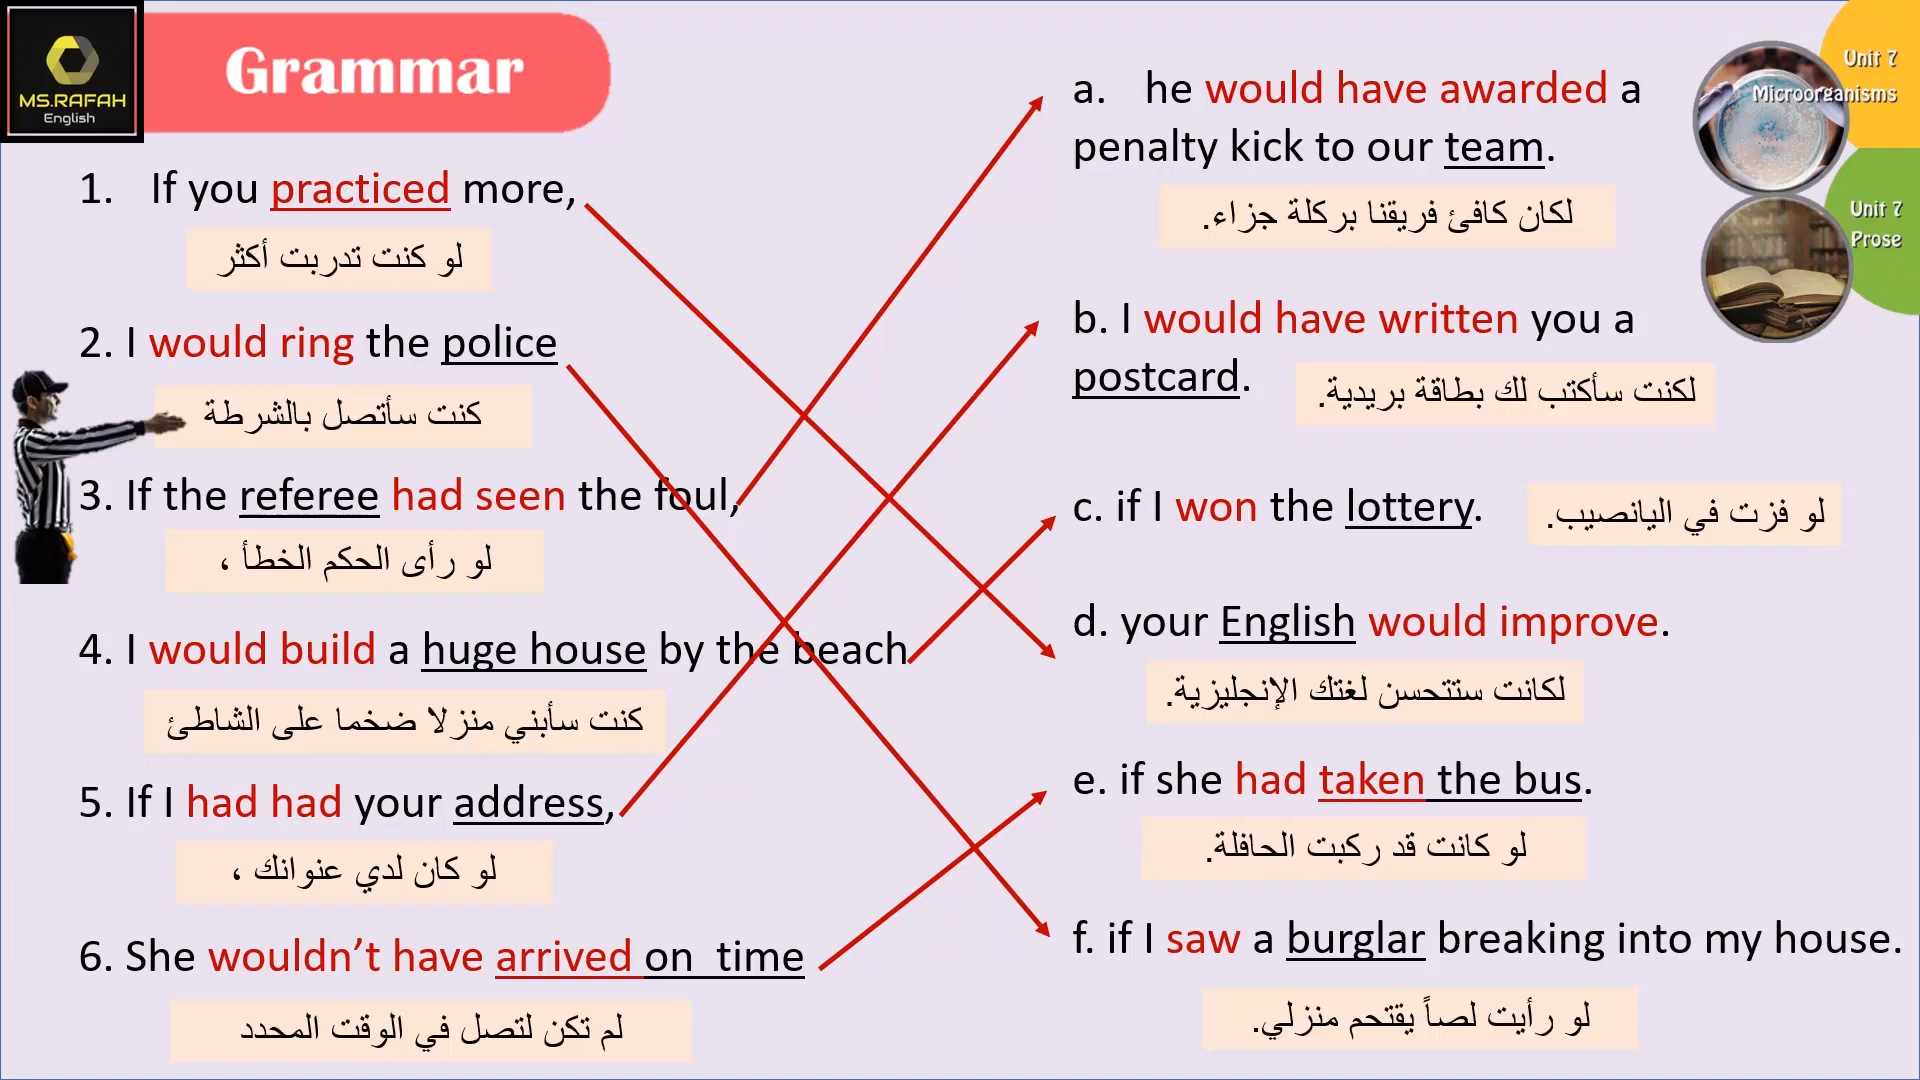 MS.RAFAH
English
Grammar
Unit 7
Microorganisms
Unit 7
Prose
1. If you practiced more,
لو كنت تدربت أكثر
2. I would ring the police
كنت سأتصل بالشرطة
3. If the referee had seen the foul,
لو رأى الحكم الخطأ ،
4. I would build a huge house by the beach
كنت سأبني منزلا ضخما على الشاطئ
5. If I had had your address,
لو كان لدي عنوانك ،
6. She wouldn’t have arrived on time
لم تكن لتصل في الوقت المحدد
a. he would have awarded a
penalty kick to our team.
لكان كافئ فريقنا بركلة جزاء.
b. I would have written you a
postcard.
لكنت سأكتب لك بطاقة بريدية.
c. if I won the lottery.
لو فزت في اليانصيب.
d. your English would improve.
لكانت ستتحسن لغتك الإنجليزية.
e. if she had taken the bus.
لو كانت قد ركبت الحافلة.
f. if I saw a burglar breaking into my house.
لو رأيت لصاً يقتحم منزلي.